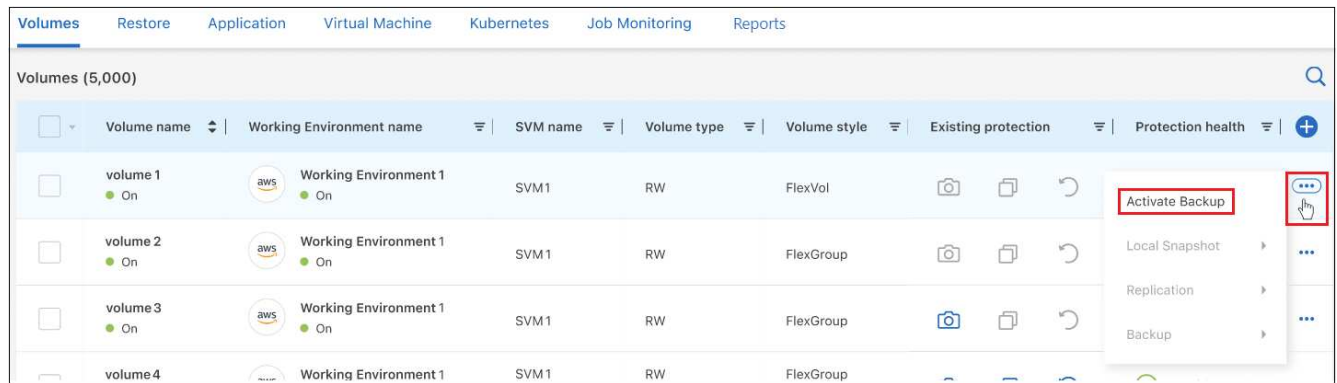 Volumes Restore Application Virtual Machine Kubernetes Job Monitoring Reports
Volumes (5,000)
Volume name Working Environment name SVM name Volume type Volume style Existing protection Protection health
volume 1 aws Working Environment 1 SVM1 RW FlexVol
On On
Activate Backup
volume 2 aws Working Environment 1 SVM1 RW FlexGroup Local Snapshot
On On
Replication
volume 3 aws Working Environment 1 SVM1 RW FlexGroup
On On
Backup
volume 4 Working Environment 1 SVM1 RW FlexGroup